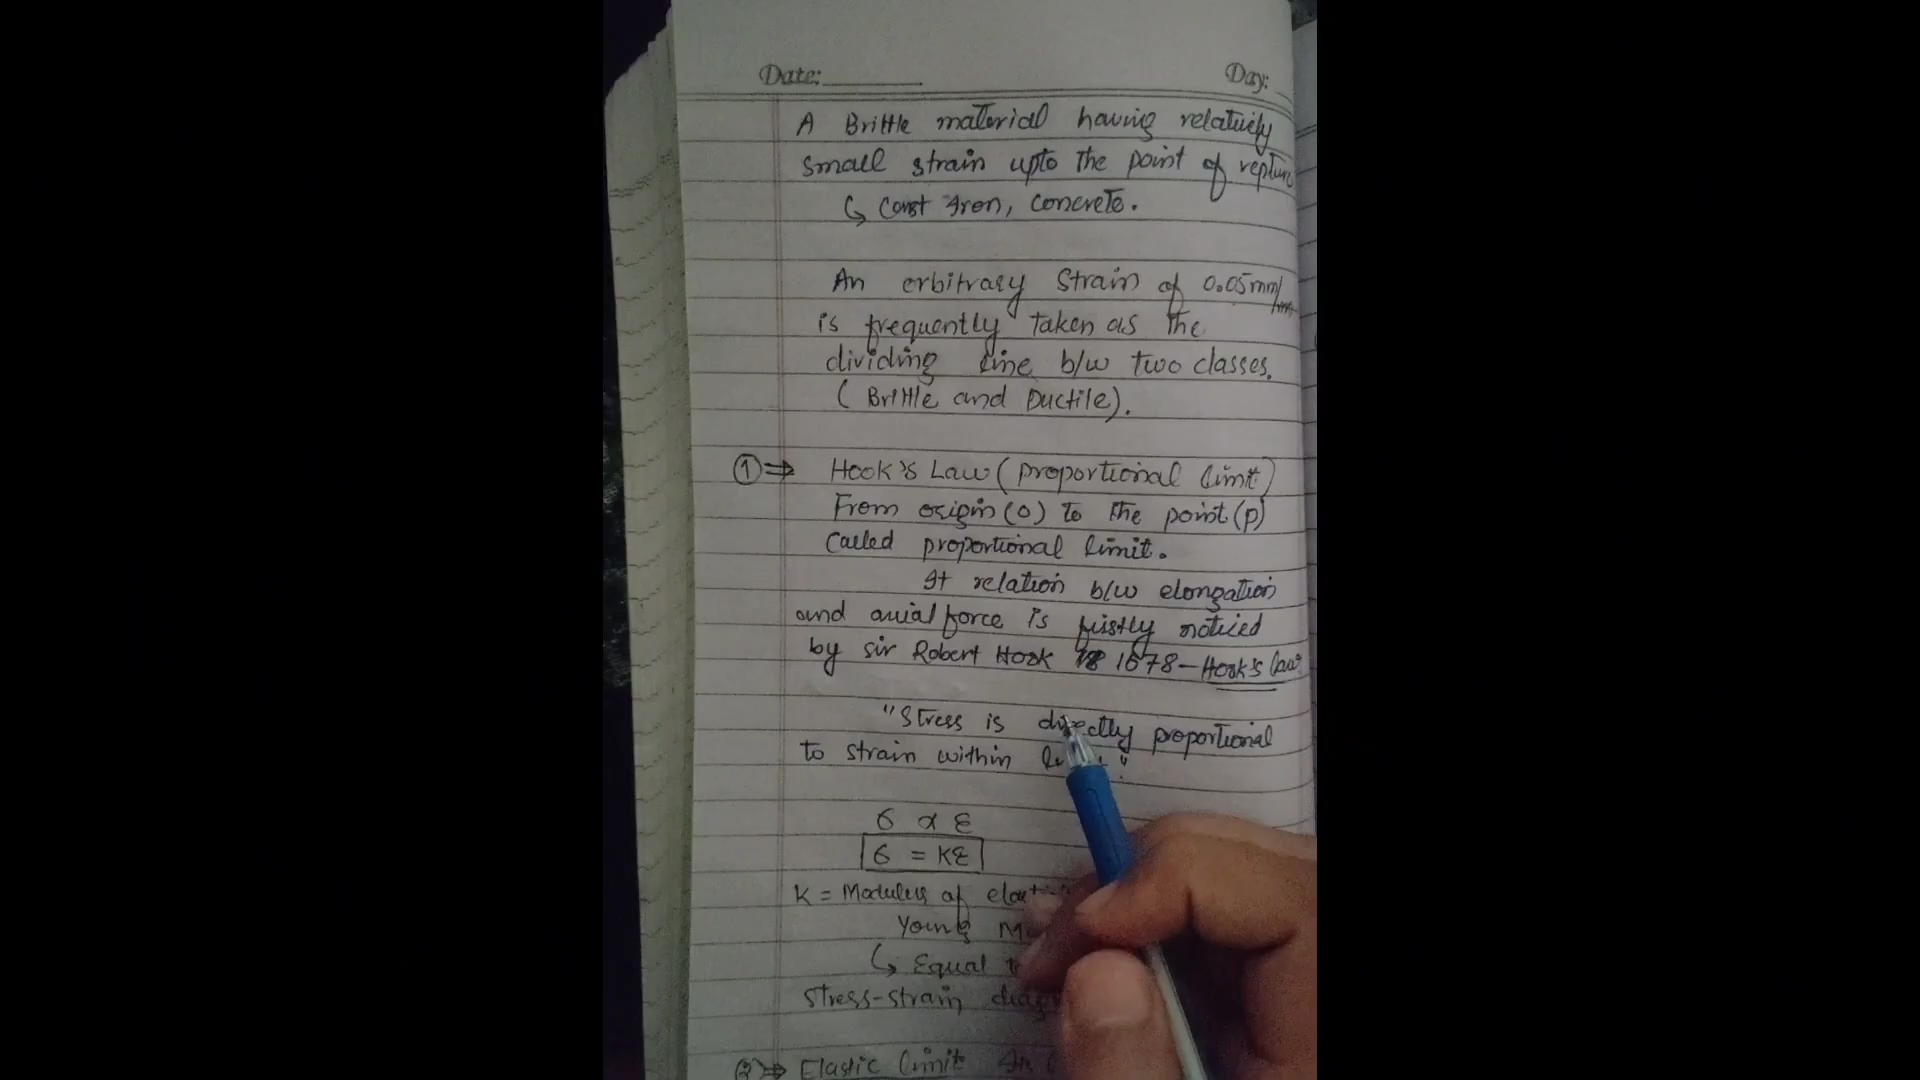 Date: Day:
A Brittle material having relatively
small strain upto the point of repture
↳ Const Iron, concrete.
An orbitrary Strain of 0.05mm/mm
is frequently taken as the
dividing line b/w two classes.
(Brittle and Ductile).
①⇒ Hook's Law (proportional limit)
From origin (o) to the point (p)
Called proportional limit.
It relation b/w elongation
and axial force is firstly noticed
by sir Robert Hook 1678 - Hook's law
"Stress is directly proportional
to strain within
σ α ε
σ = Kε
K = Modulus of
Young
↳ Equal
stress-strain
②⇒ Elastic limit